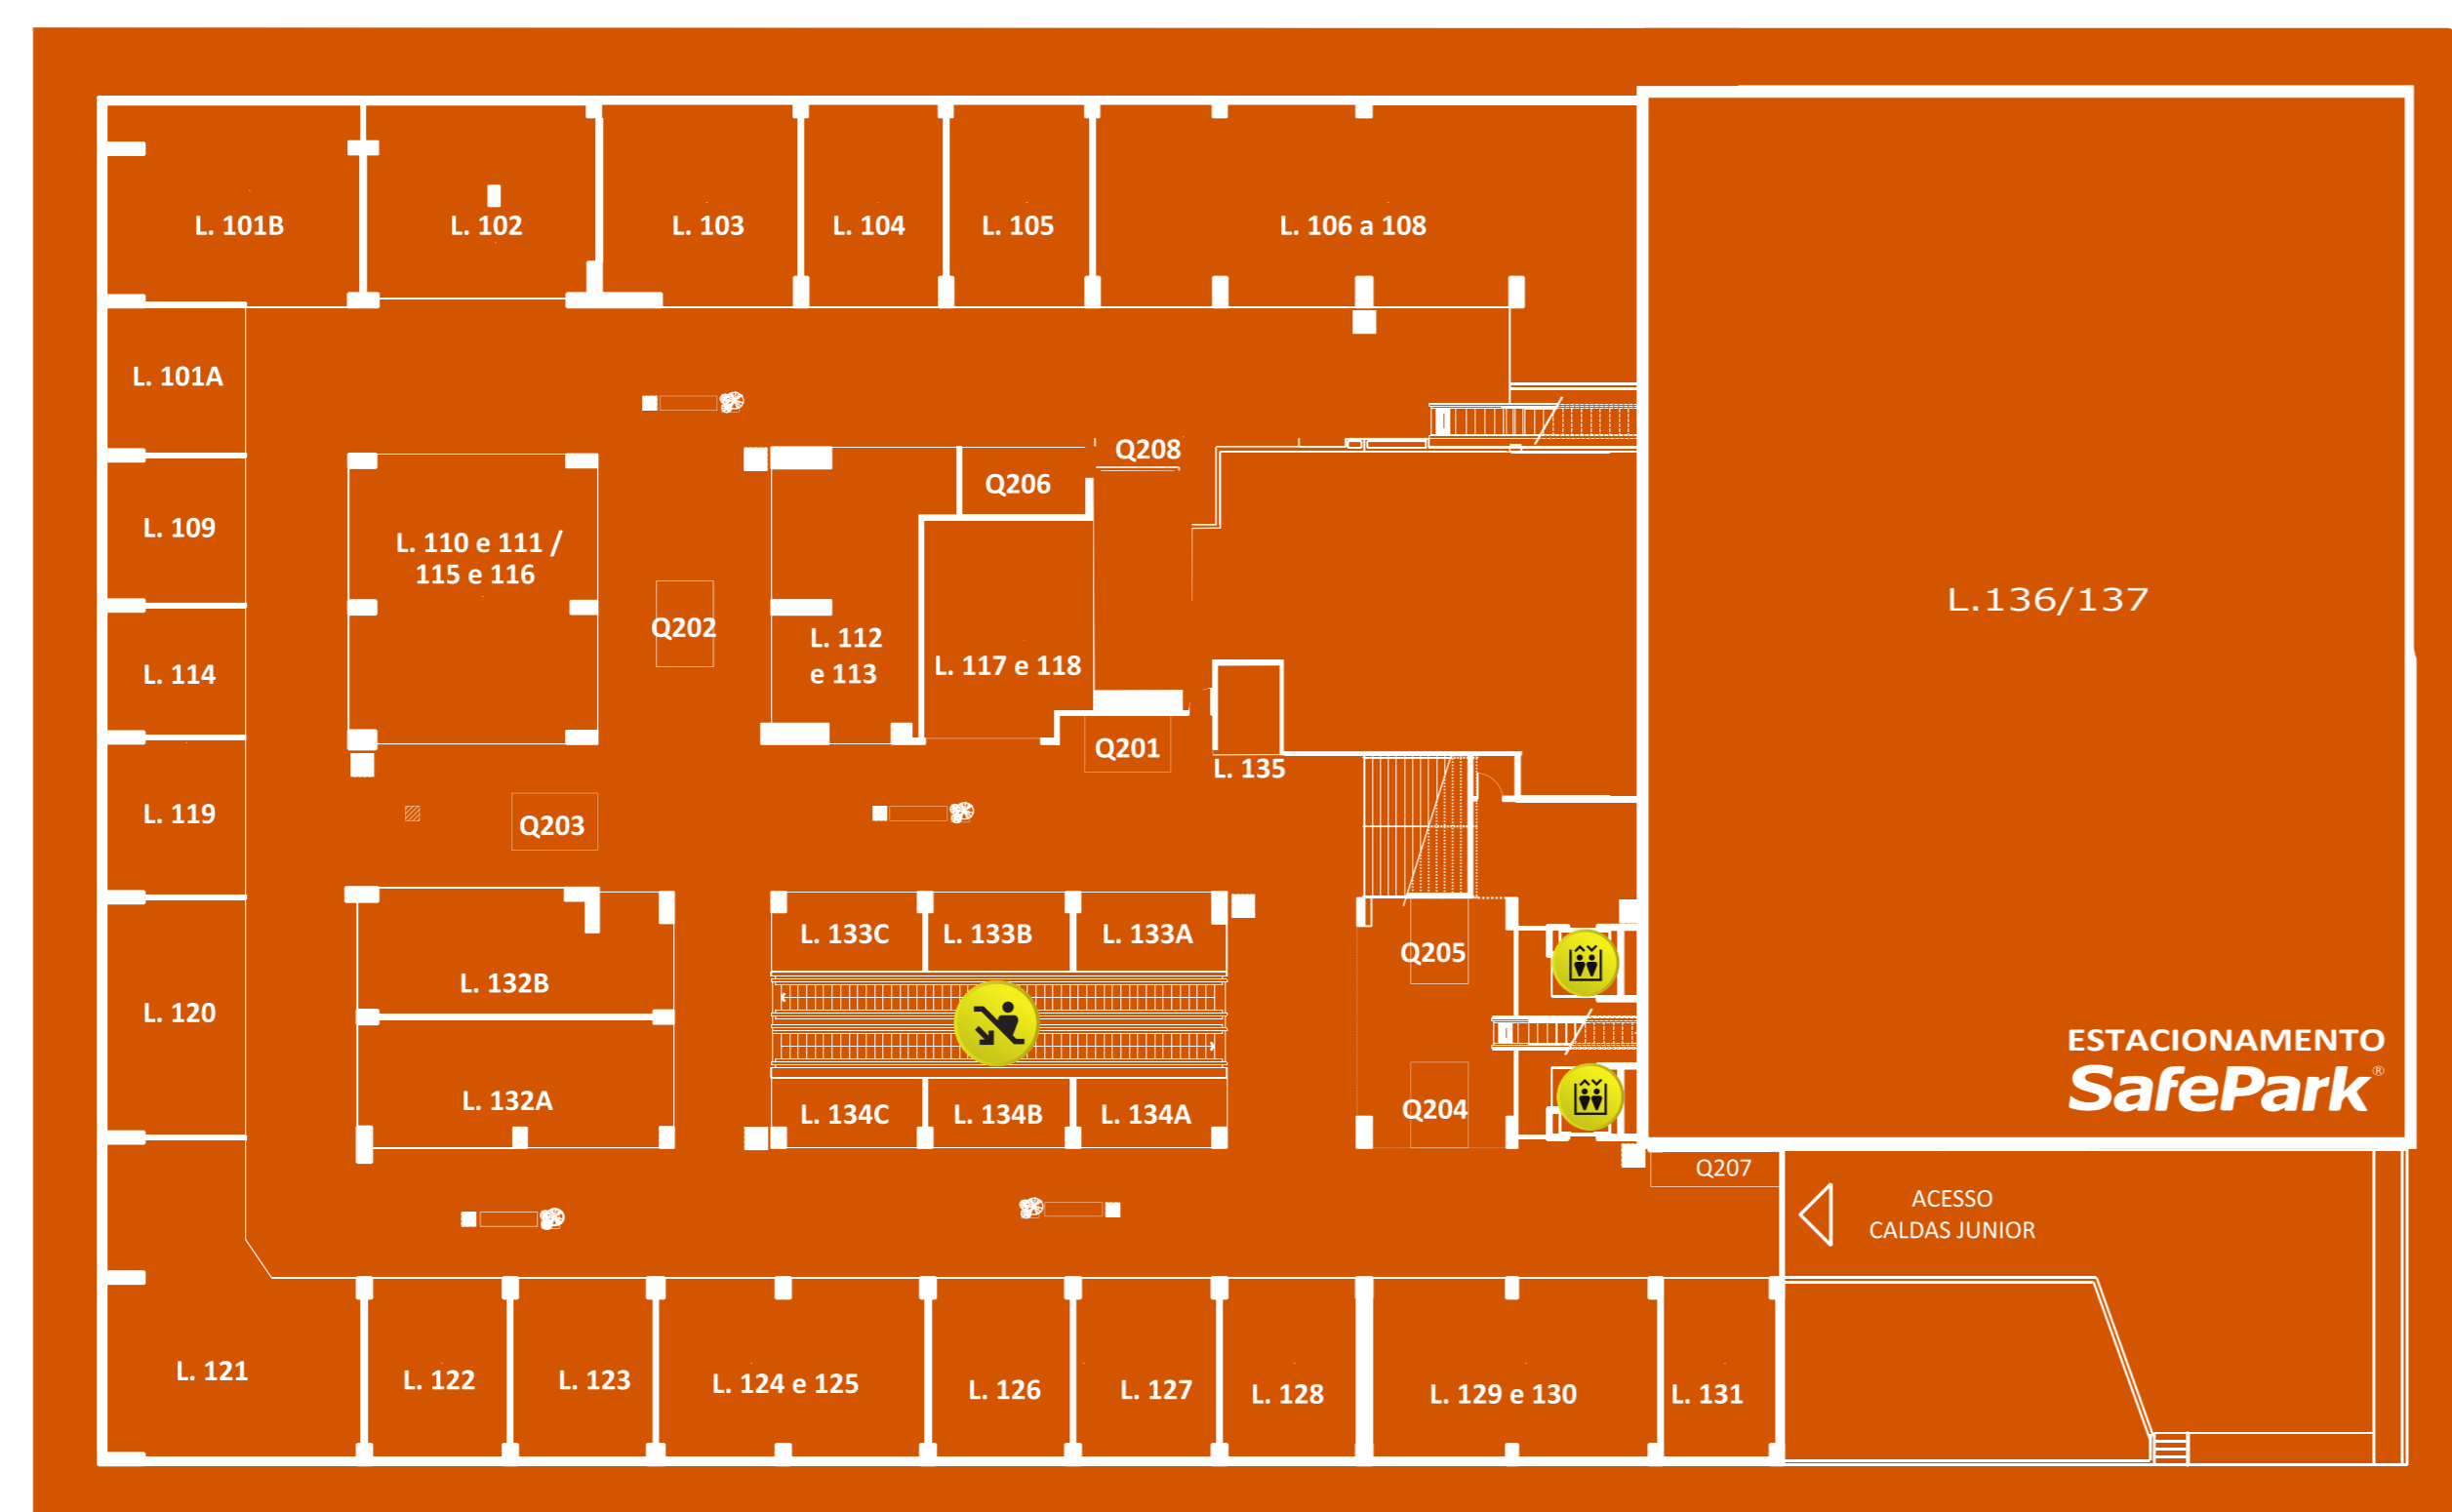 L. 101B
L. 102
L. 103
L. 104
L. 105
L. 106 a 108
L. 101A
Q208
Q206
L. 109
L. 110 e 111 /
115 e 116
L.136/137
Q202
L. 112
e 113
L. 117 e 118
L. 114
Q201
L. 135
L. 119
Q203
L. 133C
L. 133B
L. 133A
Q205
L. 132B
L. 120
ESTACIONAMENTO
SafePark®
L. 132A
L. 134C
L. 134B
L. 134A
Q204
Q207
ACESSO
CALDAS JUNIOR
L. 121
L. 122
L. 123
L. 124 e 125
L. 126
L. 127
L. 128
L. 129 e 130
L. 131